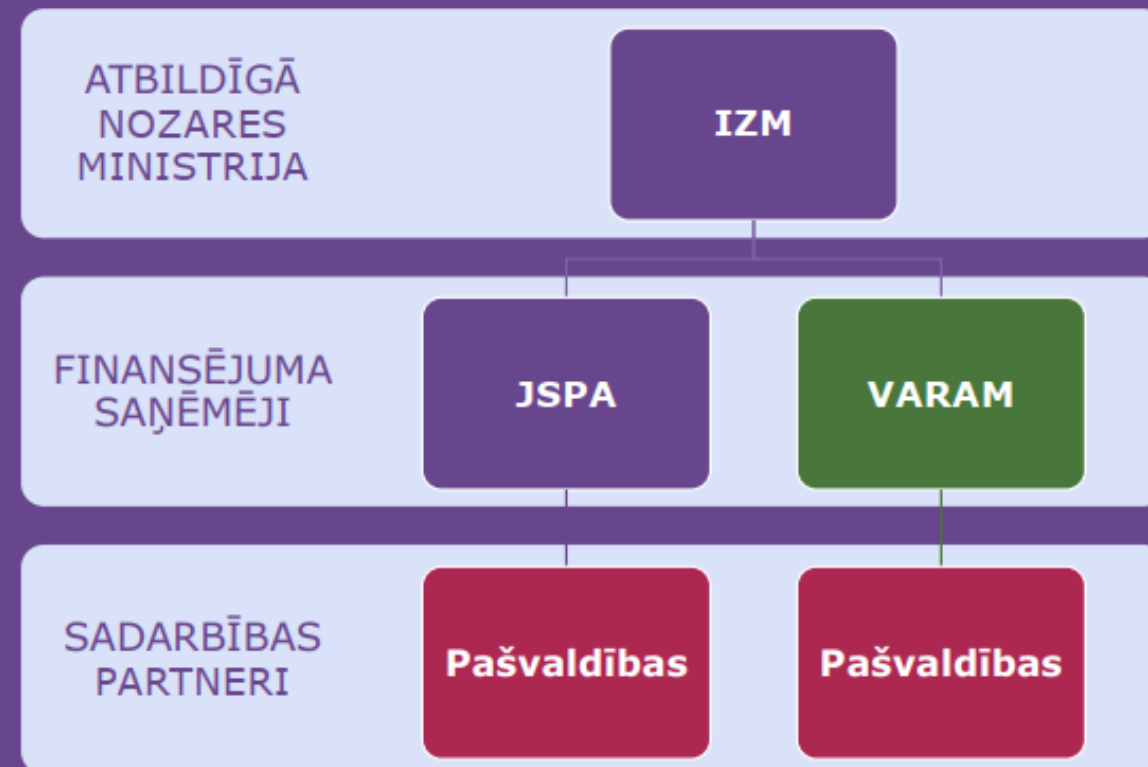 ATBILDĪGĀ
NOZARES
MINISTRIJA
IZM
FINANSĒJUMA
SAŅĒMĒJI
JSPA
VARAM
SADARBĪBAS
PARTNERI
Pašvaldības
Pašvaldības